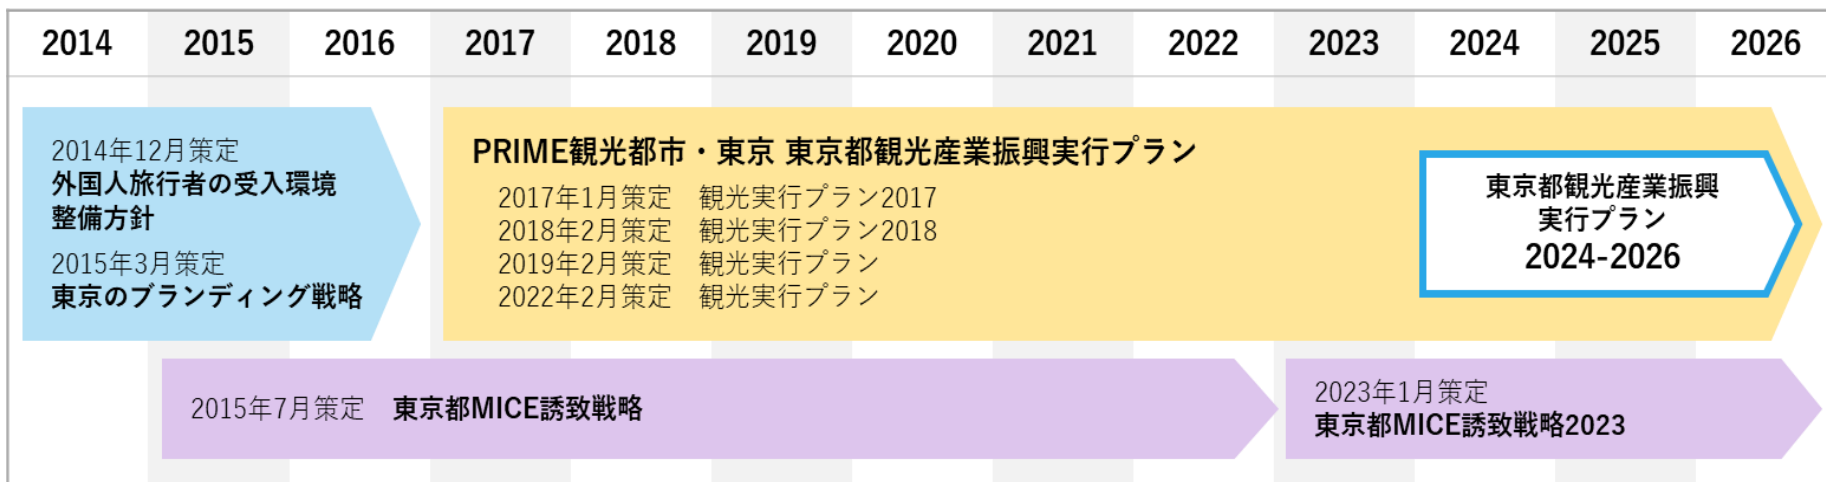 2014 2015 2016 2017 2018 2019 2020 2021 2022 2023 2024 2025 2026
2014年12月策定
外国人旅行者の受入環境
整備方針
2015年3月策定
東京のブランディング戦略
PRIME観光都市・東京 東京都観光産業振興実行プラン
2017年1月策定 観光実行プラン2017
2018年2月策定 観光実行プラン2018
2019年2月策定 観光実行プラン
2022年2月策定 観光実行プラン
東京都観光産業振興
実行プラン
2024-2026
2015年7月策定 東京都MICE誘致戦略
2023年1月策定
東京都MICE誘致戦略2023